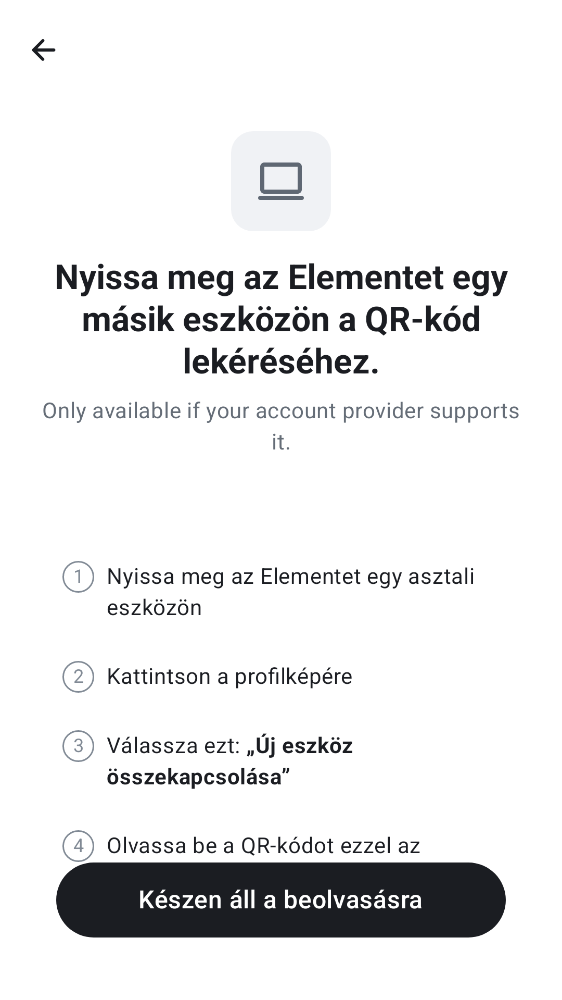 Nyissa meg az Elementet egy
másik eszközön a QR-kód
lekéréséhez.
Only available if your account provider supports
it.
1 Nyissa meg az Elementet egy asztali
eszközön
2 Kattintson a profilképére
3 Válassza ezt: „Új eszköz
összekapcsolása”
4 Olvassa be a QR-kódot ezzel az
Készen áll a beolvasásra